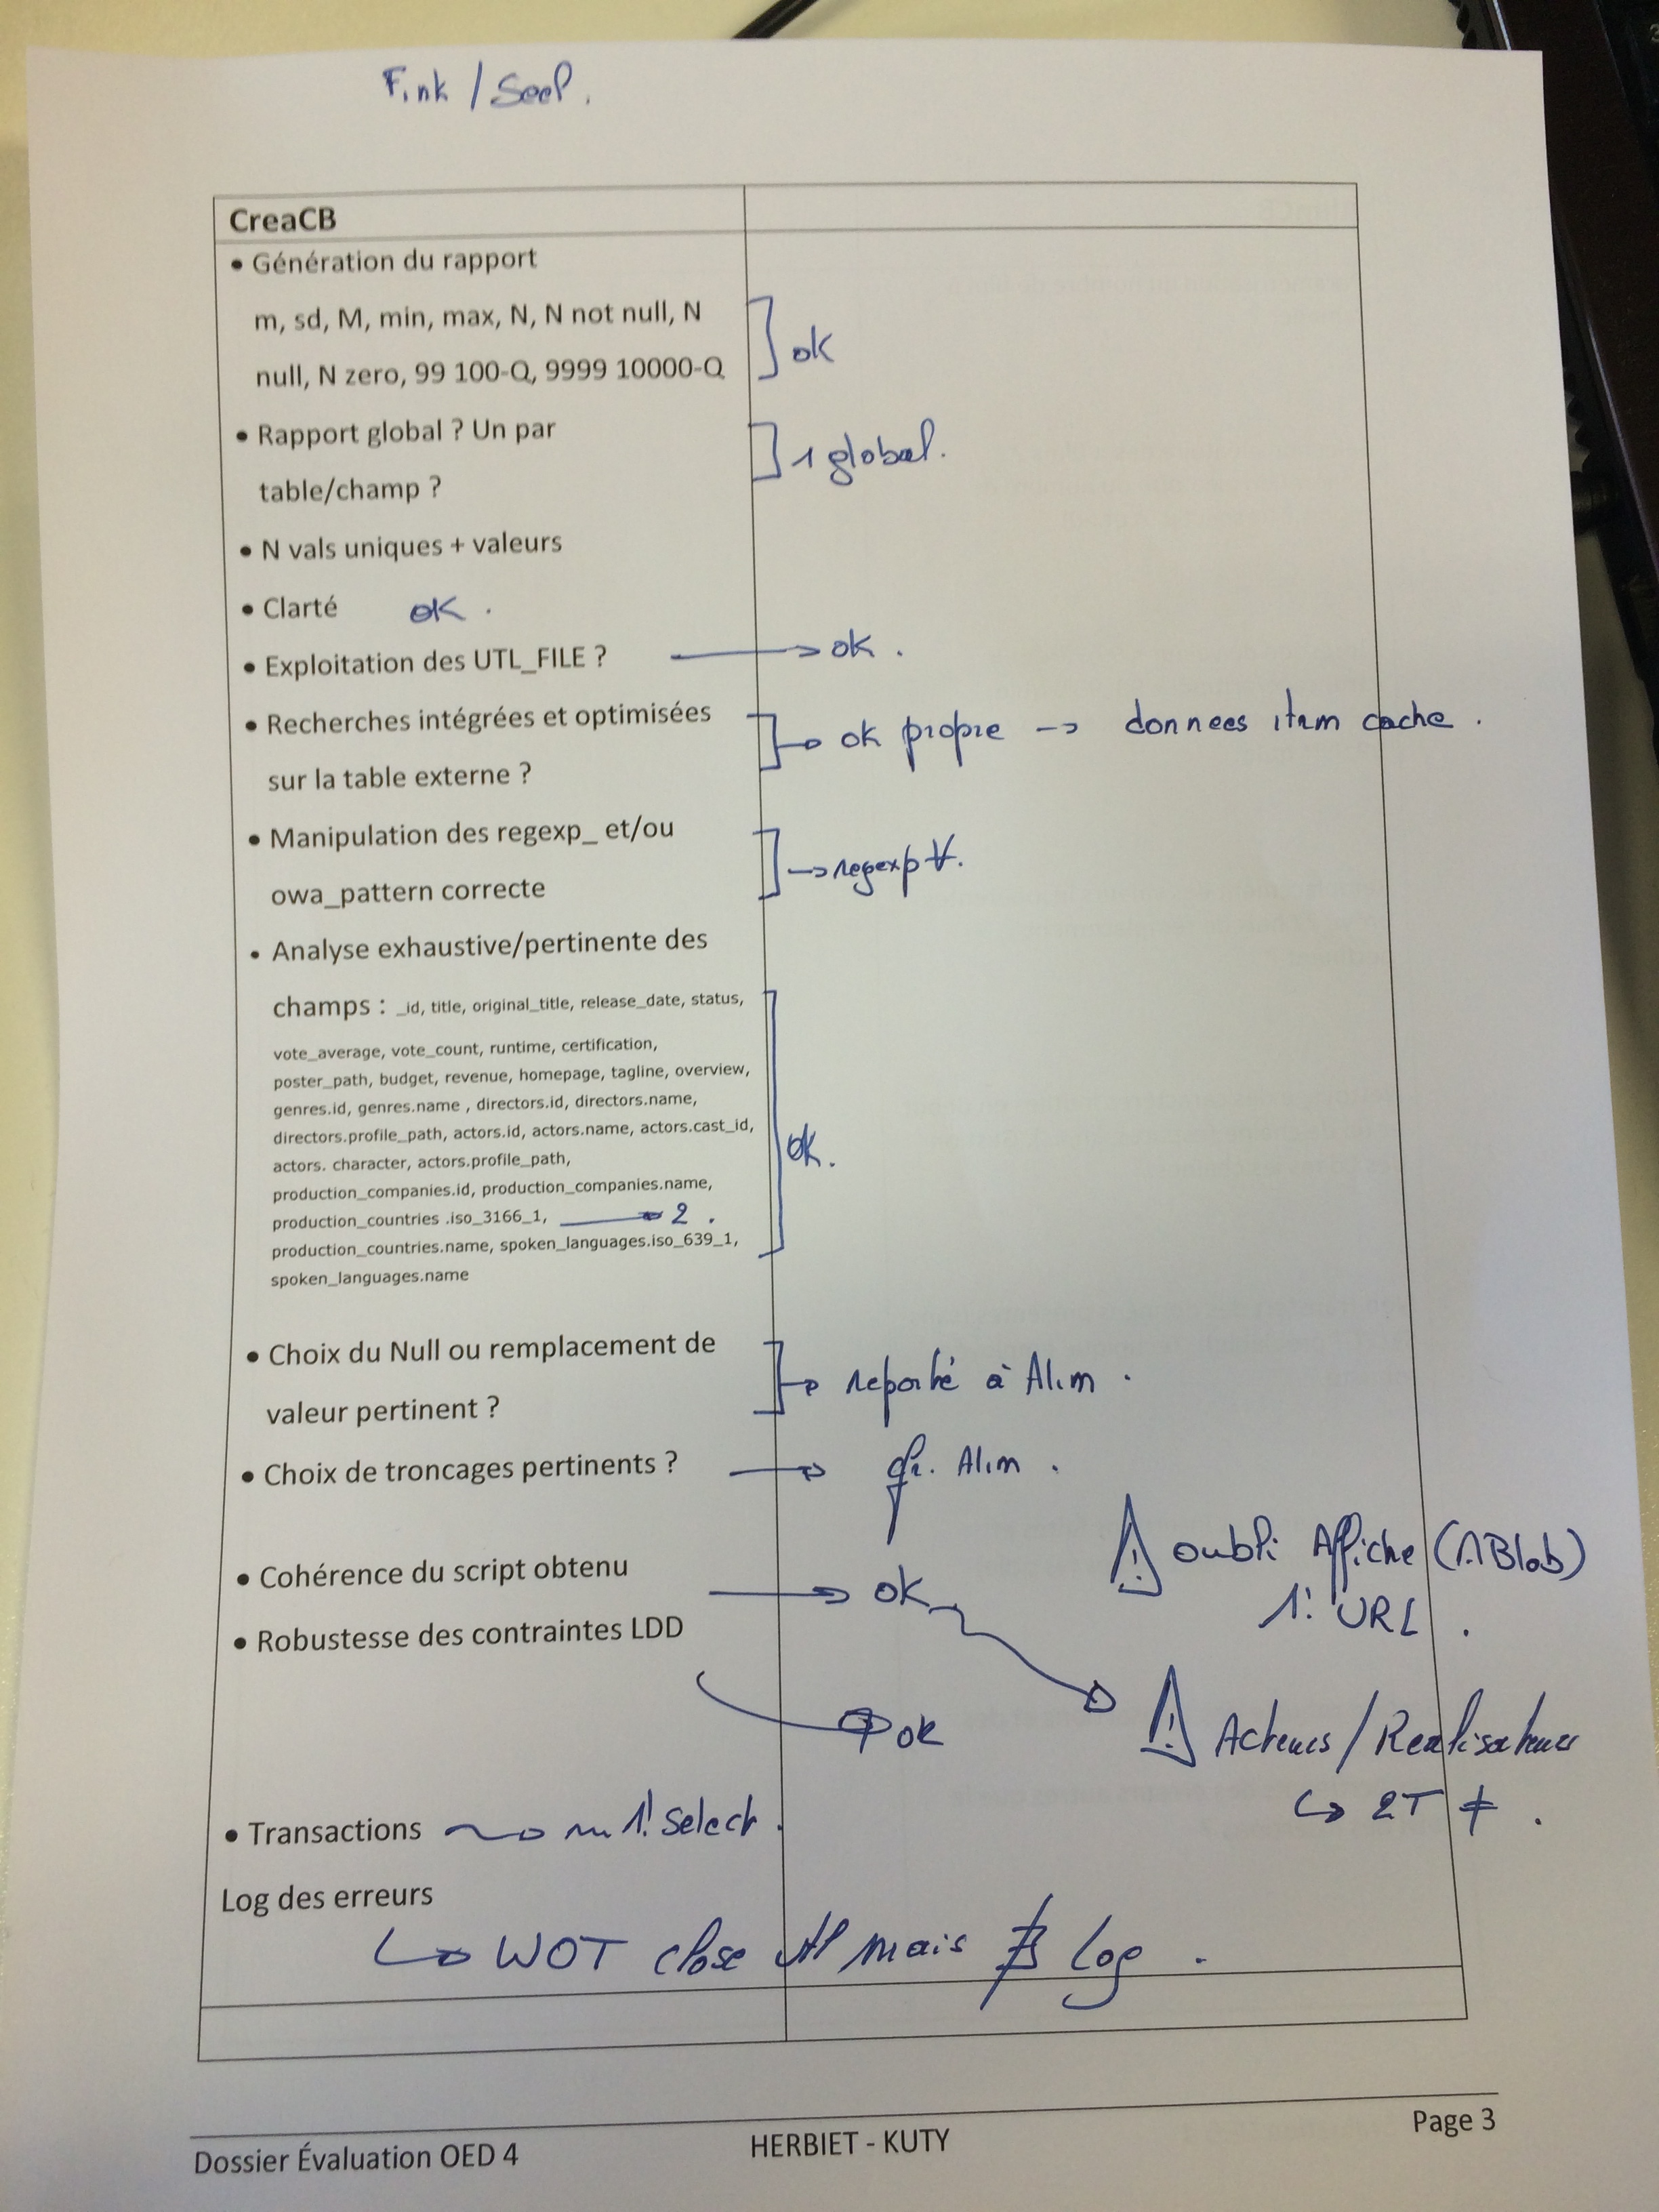 Fink / Seel.
CreaCB
• Génération du rapport
m, sd, M, min, max, N, N not null, N
null, N zero, 99 100-Q, 9999 10000-Q
ok
• Rapport global ? Un par
table/champ ?
1 global.
• N vals uniques + valeurs
• Clarté OK .
• Exploitation des UTL_FILE ? → ok .
• Recherches intégrées et optimisées
sur la table externe ?
→ ok propre → donnees item cache .
• Manipulation des regexp_ et/ou
owa_pattern correcte
→ regexp ∀.
• Analyse exhaustive/pertinente des
champs : _id, title, original_title, release_date, status,
vote_average, vote_count, runtime, certification,
poster_path, budget, revenue, homepage, tagline, overview,
genres.id, genres.name , directors.id, directors.name,
directors.profile_path, actors.id, actors.name, actors.cast_id,
actors. character, actors.profile_path,
production_companies.id, production_companies.name,
production_countries .iso_3166_1, → 2 .
production_countries.name, spoken_languages.iso_639_1,
spoken_languages.name
ok.
• Choix du Null ou remplacement de
valeur pertinent ?
→ reporté à Alim .
• Choix de troncages pertinents ? → Alim .
⚠ oubli Affiche (1Blob)
1! URL .
• Cohérence du script obtenu → ok
• Robustesse des contraintes LDD
→ ok
⚠ Acteurs / Realisateurs
↳ 2T ≠ .
• Transactions → 1! Select .
Log des erreurs
↳ WOT close mais ∄ Log .
Dossier Évaluation OED 4
HERBIET - KUTY
Page 3